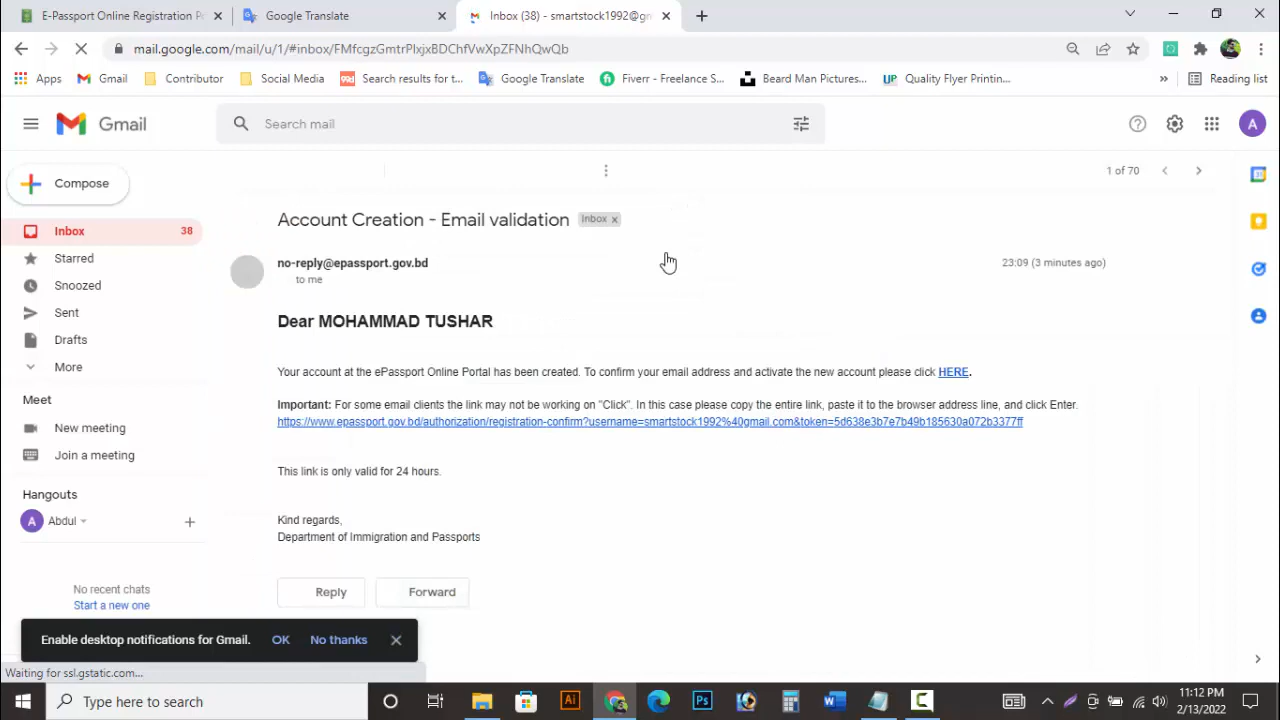 E-Passport Online Registration P
Google Translate
Inbox (38) - smartstock1992@gm
mail.google.com/mail/u/1/#inbox/FMfcgzGmtrPlxjxBDChfVwXpZFNhQwQb
Apps
Gmail
Contributor
Social Media
Search results for t...
Google Translate
Fiverr - Freelance S...
Beard Man Pictures...
Quality Flyer Printin...
Reading list
Gmail
Search mail
A
Compose
1 of 70
Account Creation - Email validation Inbox x
Inbox 38
no-reply@epassport.gov.bd
23:09 (3 minutes ago)
Starred
to me
Snoozed
Sent
Dear MOHAMMAD TUSHAR
Drafts
More
Your account at the ePassport Online Portal has been created. To confirm your email address and activate the new account please click HERE.
Meet
Important: For some email clients the link may not be working on "Click". In this case please copy the entire link, paste it to the browser address line, and click Enter.
https://www.epassport.gov.bd/authorization/registration-confirm?username=smartstock1992%40gmail.com&token=5d638e3b7e7b49b185630a072b3377ff
New meeting
Join a meeting
This link is only valid for 24 hours.
Hangouts
A Abdul
Kind regards,
Department of Immigration and Passports
No recent chats
Start a new one
Reply
Forward
Enable desktop notifications for Gmail. OK No thanks
Waiting for ssl.gstatic.com...
Type here to search
11:12 PM
2/13/2022